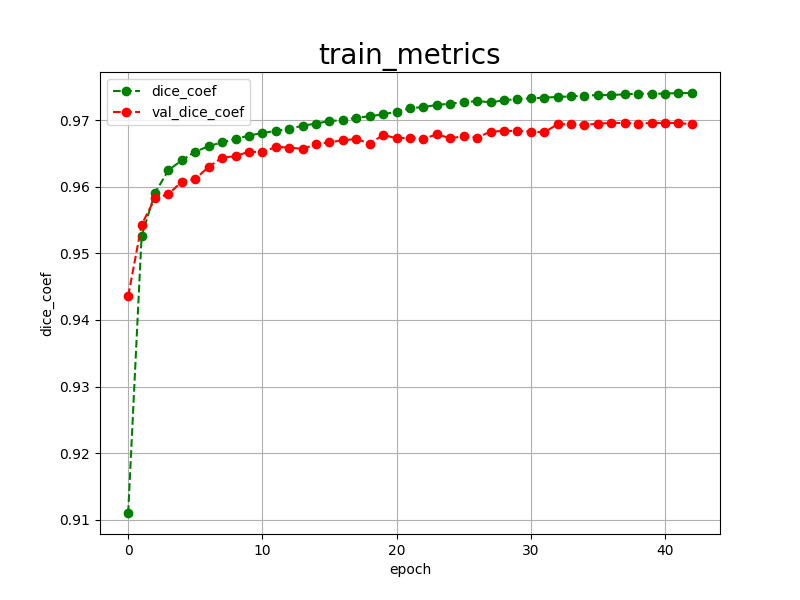 train_metrics
dice_coef
val_dice_coef
dice_coef
0.97
0.96
0.95
0.94
0.93
0.92
0.91
0 10 20 30 40
epoch